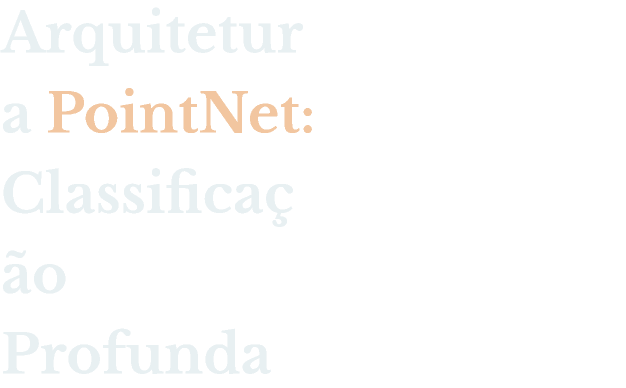 Arquitetur
a PointNet:
Classificaç
ão
Profunda